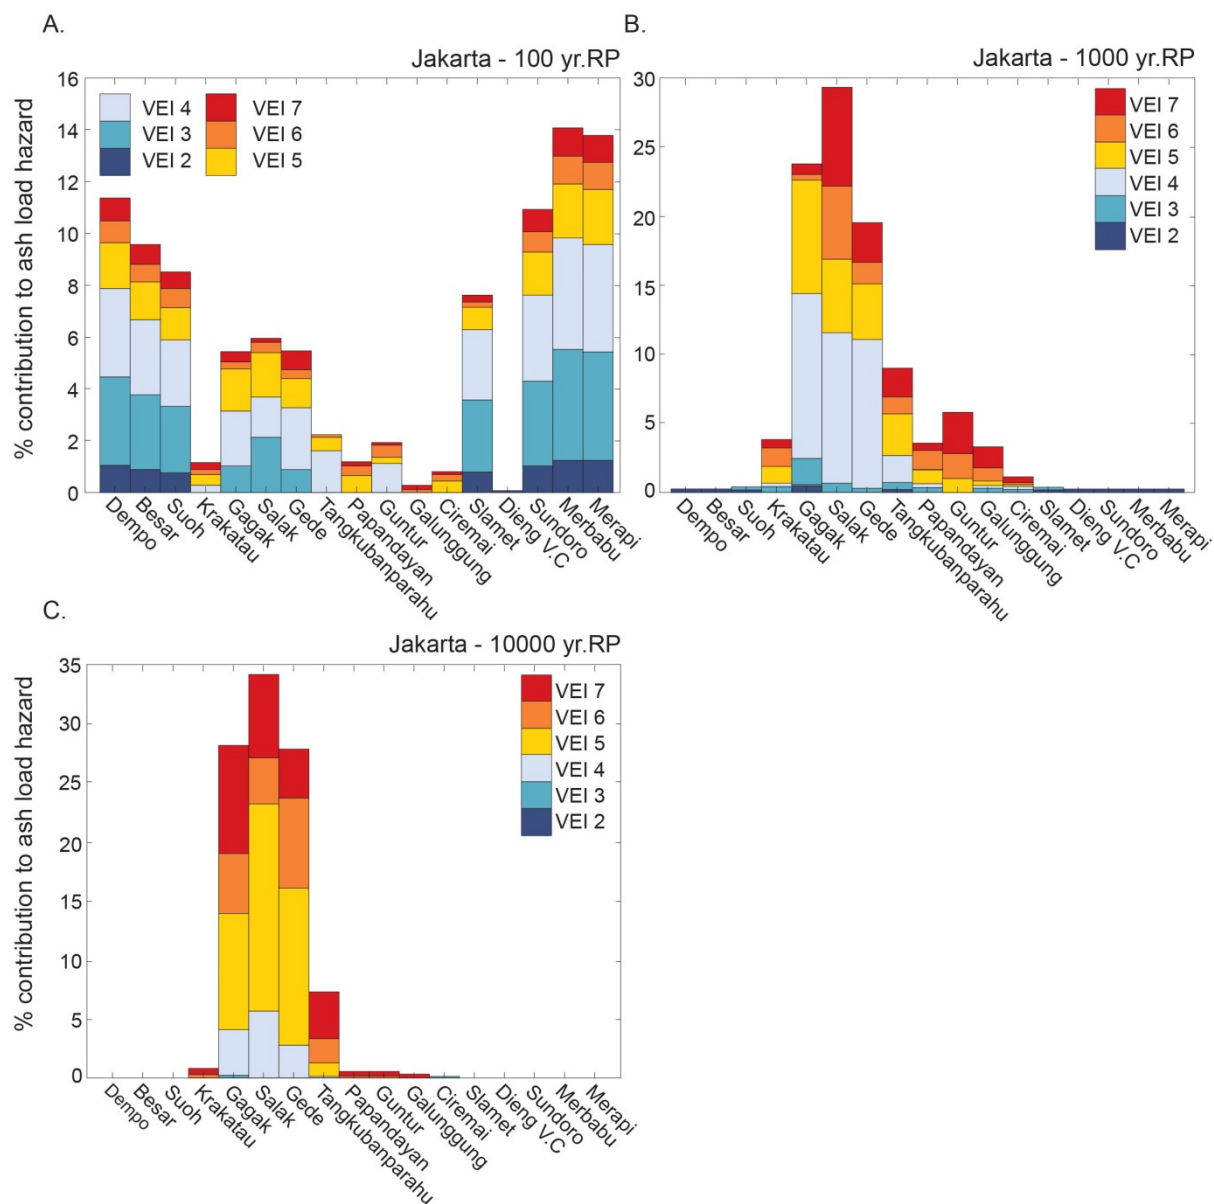 A.
Jakarta - 100 yr.RP
% contribution to ash load hazard
16
14
12
10
8
6
4
2
0
VEI 4
VEI 3
VEI 2
VEI 7
VEI 6
VEI 5
Dempo
Besar
Suoh
Krakatau
Gagak
Salak
Gede
Tangkubanparahu
Papandayan
Guntur
Galunggung
Ciremai
Slamet
Dieng V.C
Sundoro
Merbabu
Merapi
B.
Jakarta - 1000 yr.RP
% contribution to ash load hazard
30
25
20
15
10
5
0
VEI 7
VEI 6
VEI 5
VEI 4
VEI 3
VEI 2
Dempo
Besar
Suoh
Krakatau
Gagak
Salak
Gede
Tangkubanparahu
Papandayan
Guntur
Galunggung
Ciremai
Slamet
Dieng V.C
Sundoro
Merbabu
Merapi
C.
Jakarta - 10000 yr.RP
% contribution to ash load hazard
35
30
25
20
15
10
5
0
VEI 7
VEI 6
VEI 5
VEI 4
VEI 3
VEI 2
Dempo
Besar
Suoh
Krakatau
Gagak
Salak
Gede
Tangkubanparahu
Papandayan
Guntur
Galunggung
Ciremai
Slamet
Dieng V.C
Sundoro
Merbabu
Merapi